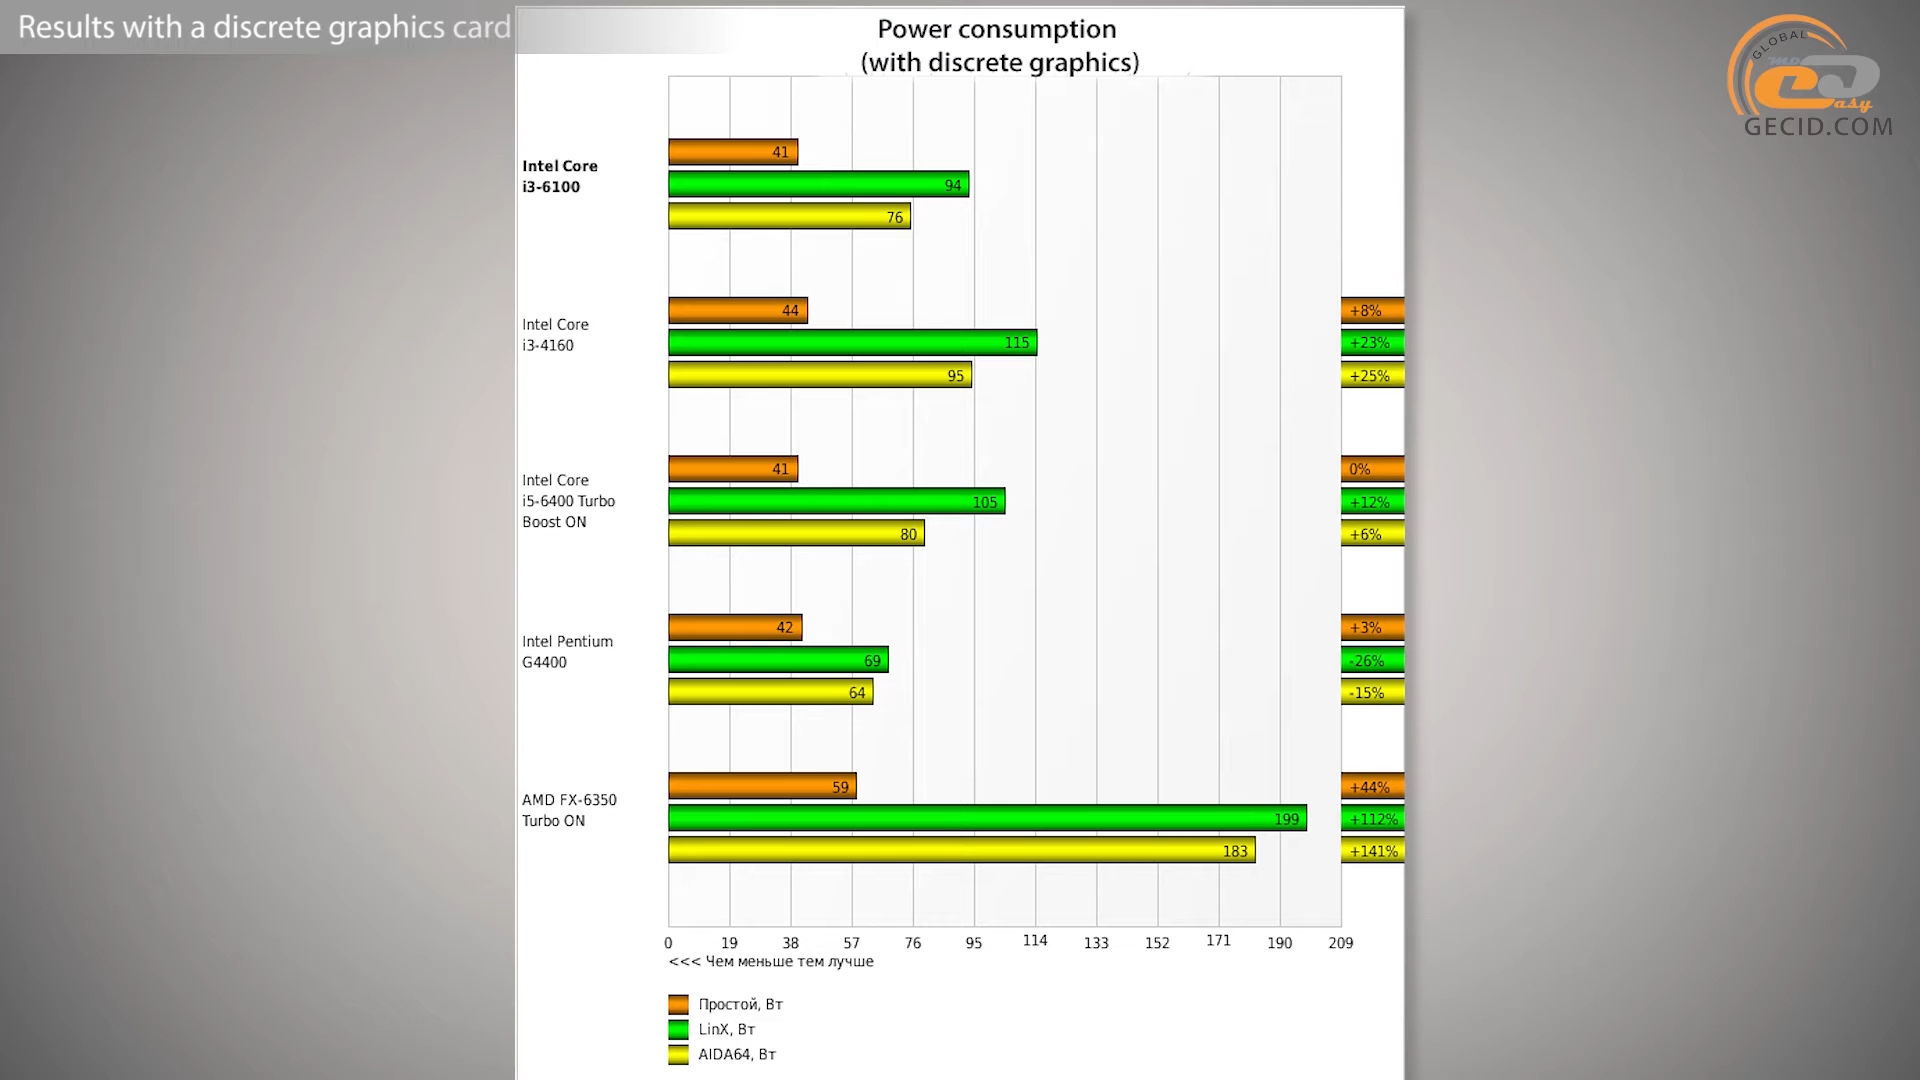 Results with a discrete graphics card
Power consumption
(with discrete graphics)
GLOBAL
easy
GECID.COM
Intel Core
i3-6100
41
94
76
Intel Core
i3-4160
44
115
95
+8%
+23%
+25%
Intel Core
i5-6400 Turbo
Boost ON
41
105
80
0%
+12%
+6%
Intel Pentium
G4400
42
69
64
+3%
-26%
-15%
AMD FX-6350
Turbo ON
59
199
183
+44%
+112%
+141%
0 19 38 57 76 95 114 133 152 171 190 209
<<< Чем меньше тем лучше
Простой, Вт
LinX, Вт
AIDA64, Вт